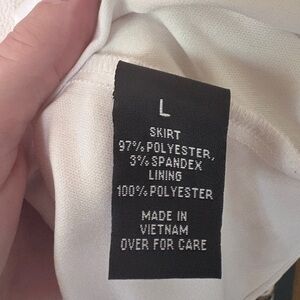 L
SKIRT
97% POLYESTER,
3% SPANDEX
LINING
100% POLYESTER
MADE IN
VIETNAM
OVER FOR CARE